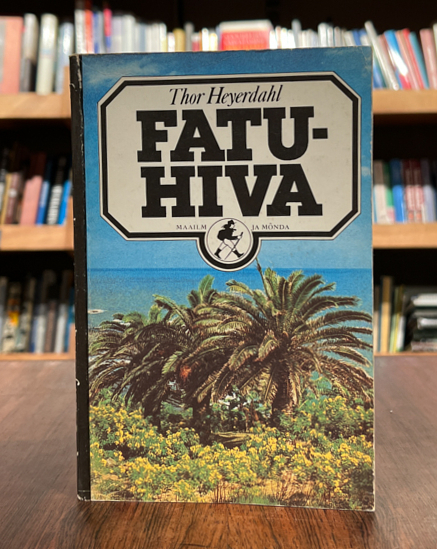 Thor Heyerdahl
FATU-
HIVA
MAAILM JA MÕNDA